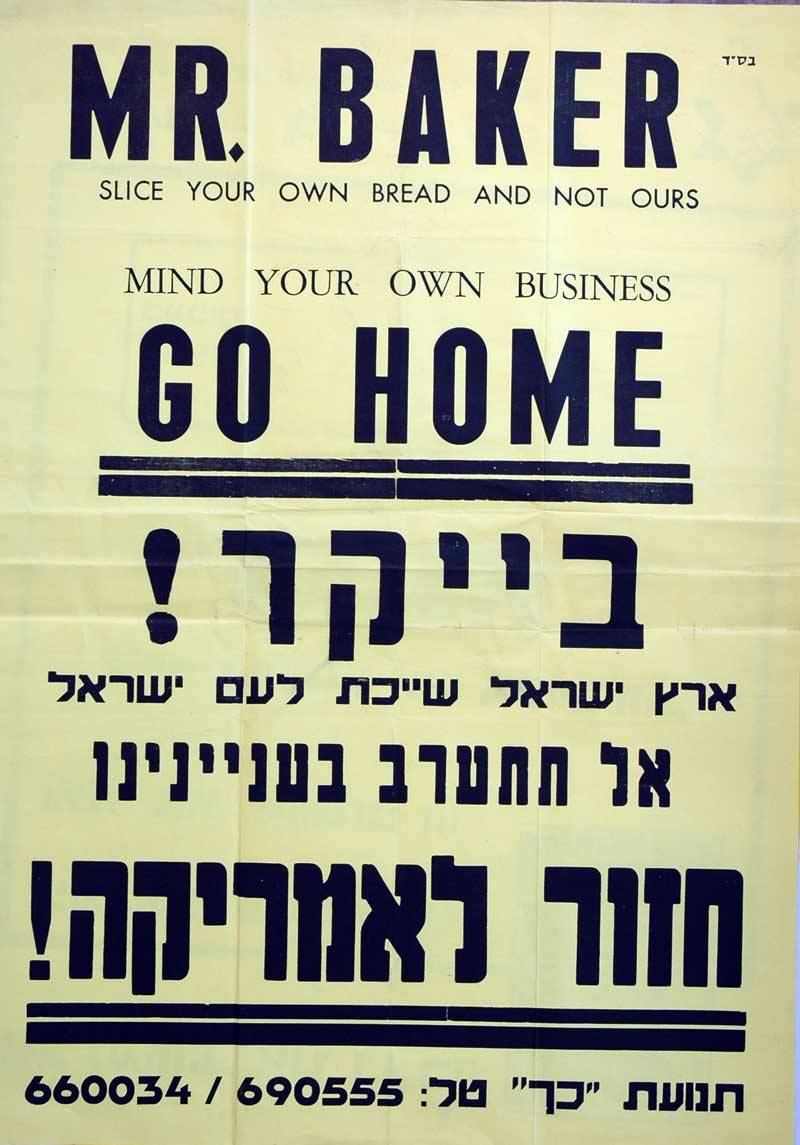 בס"ד
MR. BAKER
SLICE YOUR OWN BREAD AND NOT OURS
MIND YOUR OWN BUSINESS
GO HOME
בייקר!
ארץ ישראל שייכת לעם ישראל
אל תתערב בעניינינו
חזור לאמריקה!
תנועת "כך" טל: 690555 / 660034